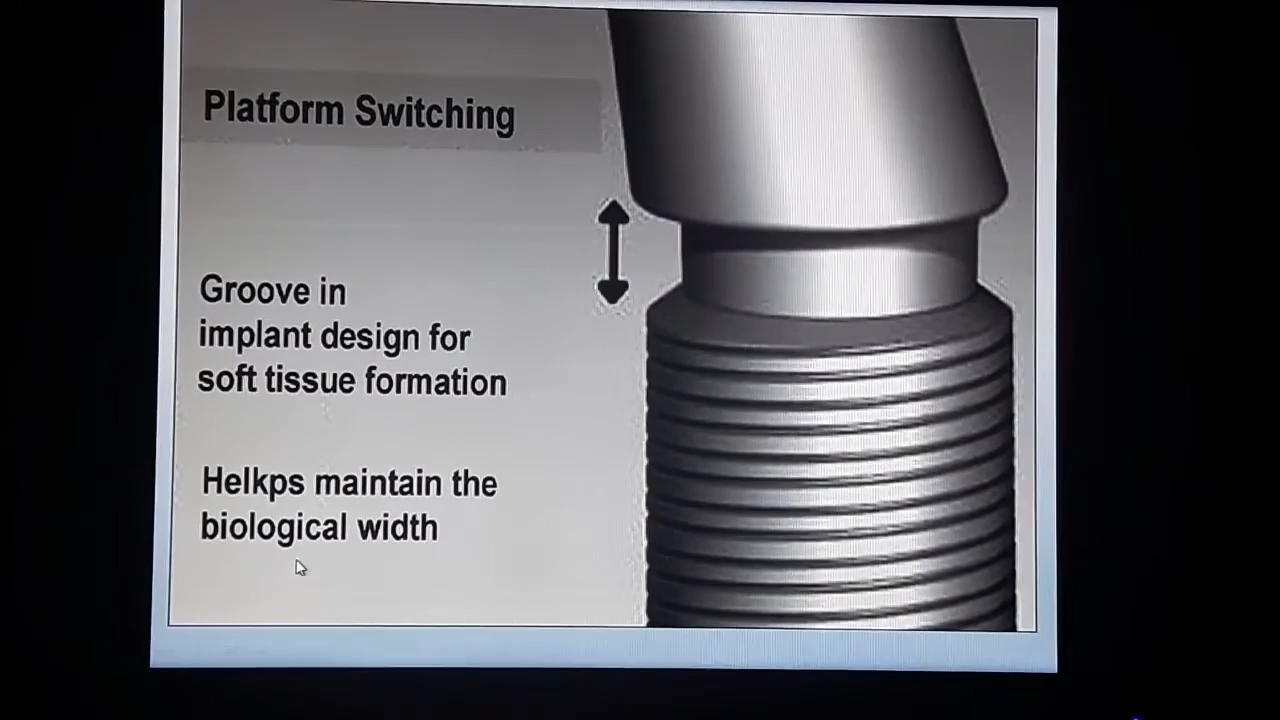 Platform Switching
Groove in
implant design for
soft tissue formation
Helkps maintain the
biological width